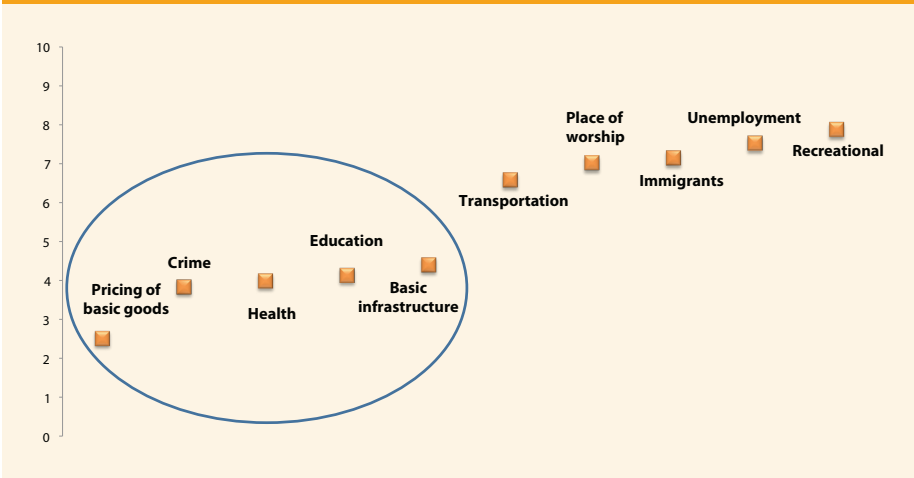 10
9
8
7
6
5
4
3
2
1
0
Pricing of
basic goods
Crime
Health
Education
Basic
infrastructure
Transportation
Place of
worship
Immigrants
Unemployment
Recreational